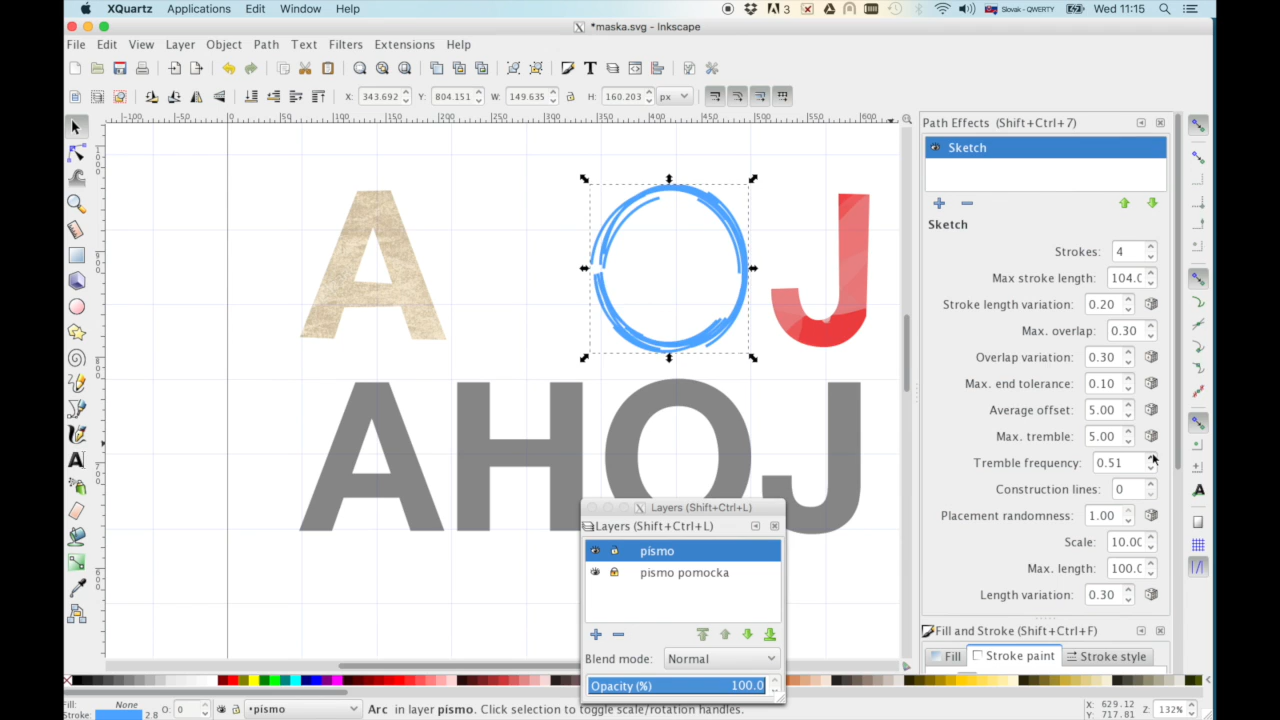 XQuartz Applications Edit Window Help 3 Slovak - QWERTY Wed 11:15
*maska.svg - Inkscape
File Edit View Layer Object Path Text Filters Extensions Help
X: 343.692 Y: 804.151 W: 149.635 H: 160.203 px
Path Effects (Shift+Ctrl+7)
Sketch
Sketch
Strokes: 4
Max stroke length: 104.0
Stroke length variation: 0.20
Max. overlap: 0.30
Overlap variation: 0.30
Max. end tolerance: 0.10
Average offset: 5.00
Max. tremble: 5.00
Tremble frequency: 0.51
Construction lines: 0
Placement randomness: 1.00
Scale: 10.00
Max. length: 100.0
Length variation: 0.30
Fill and Stroke (Shift+Ctrl+F)
Fill Stroke paint Stroke style
A O J
AHOJ
Layers (Shift+Ctrl+L)
Layers (Shift+Ctrl+L)
pismo
pismo pomocka
Blend mode: Normal
Opacity (%) 100.0
Fill: None
Stroke: 2.8
O: 0
•pismo
Arc in layer pismo. Click selection to toggle scale/rotation handles.
X: 629.12
Y: 717.81
Z: 132%